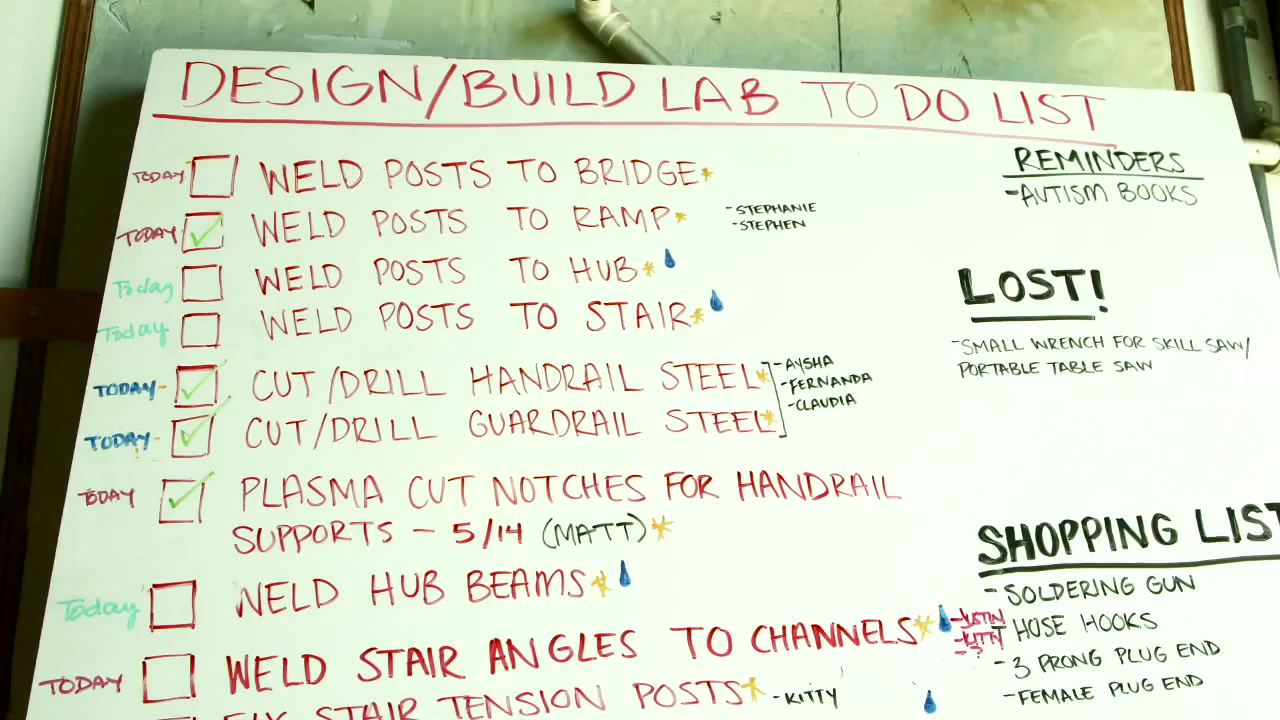 DESIGN/BUILD LAB TO DO LIST
TODAY WELD POSTS TO BRIDGE*
TODAY WELD POSTS TO RAMP*
-STEPHANIE
-STEPHEN
Today WELD POSTS TO HUB*
Today WELD POSTS TO STAIR*
TODAY- CUT/DRILL HANDRAIL STEEL*
TODAY- CUT/DRILL GUARDRAIL STEEL*
-AYSHA
-FERNANDA
-CLAUDIA
TODAY PLASMA CUT NOTCHES FOR HANDRAIL
SUPPORTS - 5/14 (MATT)*
Today WELD HUB BEAMS*
TODAY WELD STAIR ANGLES TO CHANNELS*
-JUSTIN
-KITTY
-?
STAIR TENSION POSTS* -KITTY
REMINDERS
-AUTISM BOOKS
LOST!
-SMALL WRENCH FOR SKILL SAW/
PORTABLE TABLE SAW
SHOPPING LIST
-SOLDERING GUN
-HOSE HOOKS
-3 PRONG PLUG END
-FEMALE PLUG END